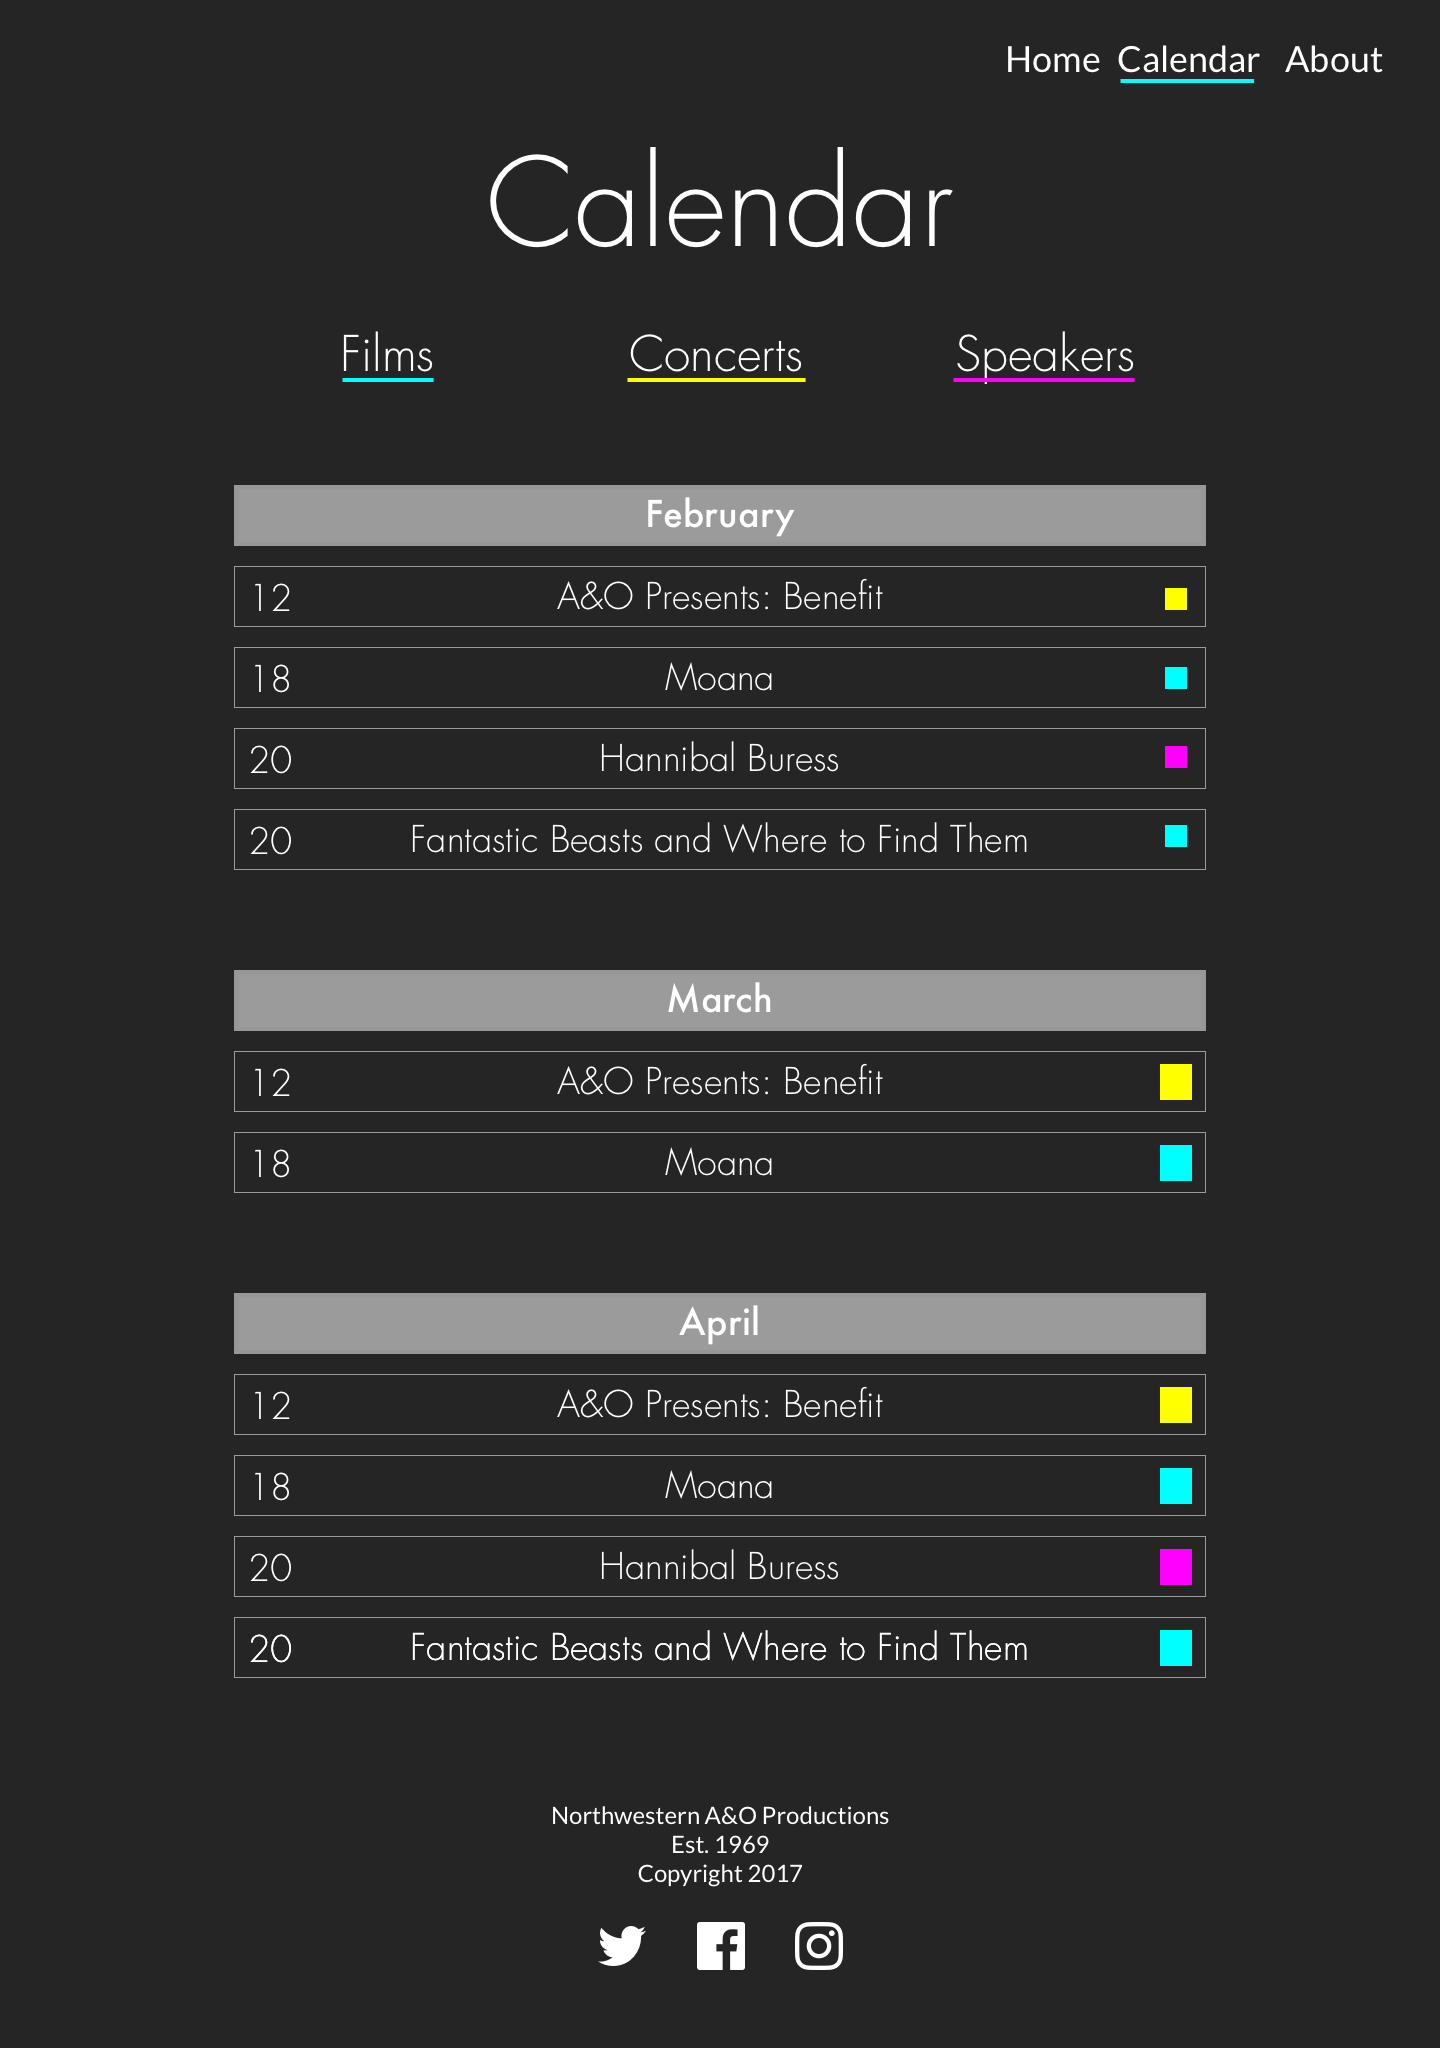 Home Calendar About
Calendar
Films Concerts Speakers
February
12 A&O Presents: Benefit
18 Moana
20 Hannibal Buress
20 Fantastic Beasts and Where to Find Them
March
12 A&O Presents: Benefit
18 Moana
April
12 A&O Presents: Benefit
18 Moana
20 Hannibal Buress
20 Fantastic Beasts and Where to Find Them
Northwestern A&O Productions
Est. 1969
Copyright 2017